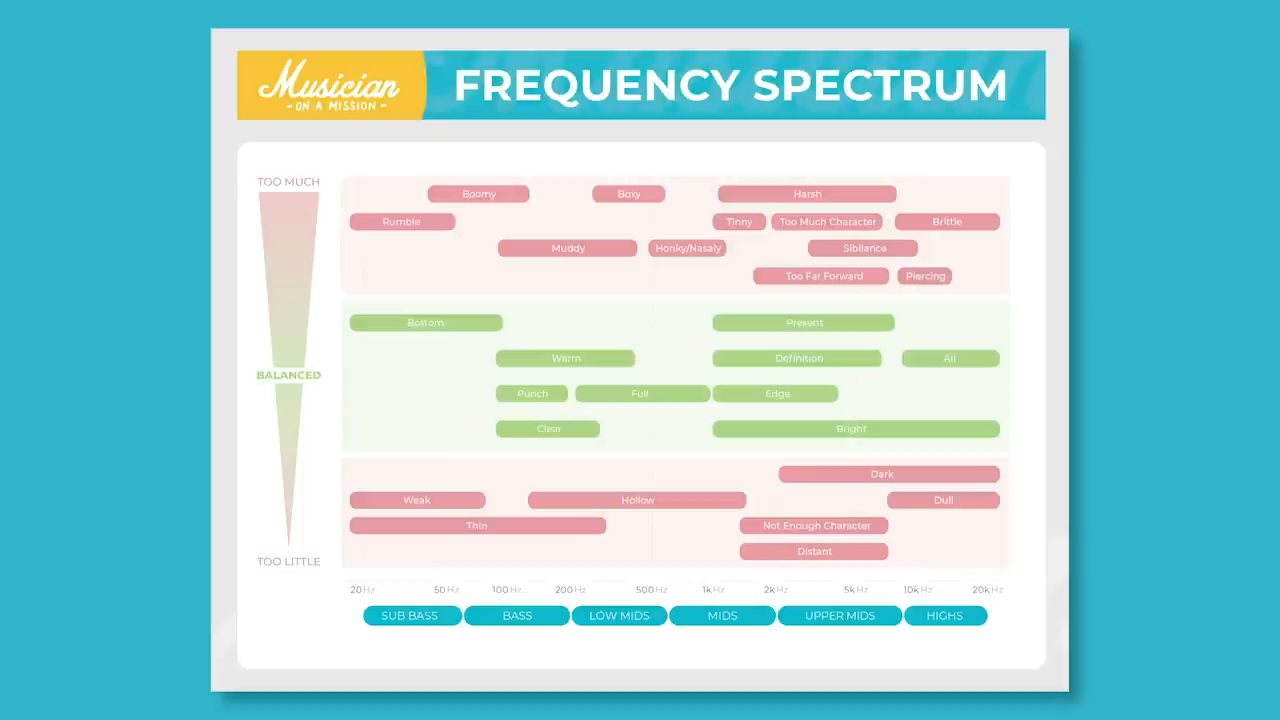 Musician
- ON A MISSION -
FREQUENCY SPECTRUM
TOO MUCH
Boomy Boxy Harsh
Rumble Tinny Too Much Character Brittle
Muddy Honky/Nasaly Sibilance
Too Far Forward Piercing
Bottom Present
Warm Definition Air
BALANCED
Punch Full Edge
Clear Bright
Dark
Weak Hollow Dull
Thin Not Enough Character
Distant
TOO LITTLE
20 Hz 50 Hz 100 Hz 200 Hz 500 Hz 1k Hz 2k Hz 5k Hz 10k Hz 20k Hz
SUB BASS BASS LOW MIDS MIDS UPPER MIDS HIGHS